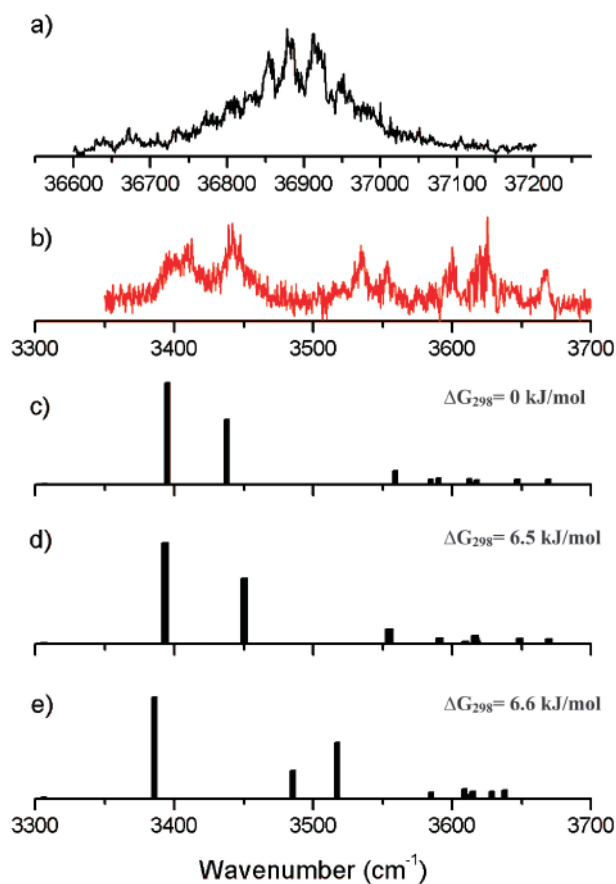 a)
36600 36700 36800 36900 37000 37100 37200
b)
3300 3400 3500 3600 3700
c)
ΔG₂₉₈= 0 kJ/mol
d)
ΔG₂₉₈= 6.5 kJ/mol
e)
ΔG₂₉₈= 6.6 kJ/mol
3300 3400 3500 3600 3700
Wavenumber (cm⁻¹)